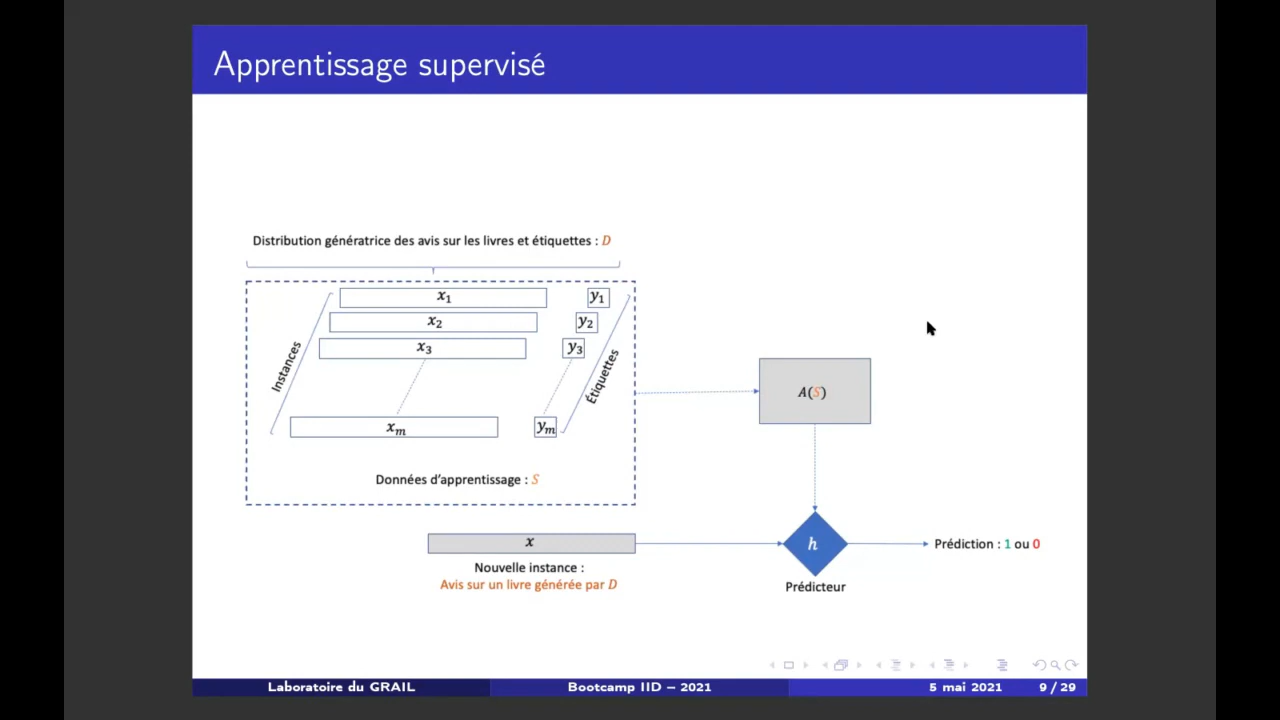 Apprentissage supervisé
Distribution génératrice des avis sur les livres et étiquettes : D
x₁ y₁
x₂ y₂
x₃ y₃
Instances
Étiquettes
xₘ yₘ
Données d'apprentissage : S
A(S)
x
h
Prédiction : 1 ou 0
Nouvelle instance :
Avis sur un livre générée par D
Prédicteur
Laboratoire du GRAIL Bootcamp IID – 2021 5 mai 2021 9 / 29